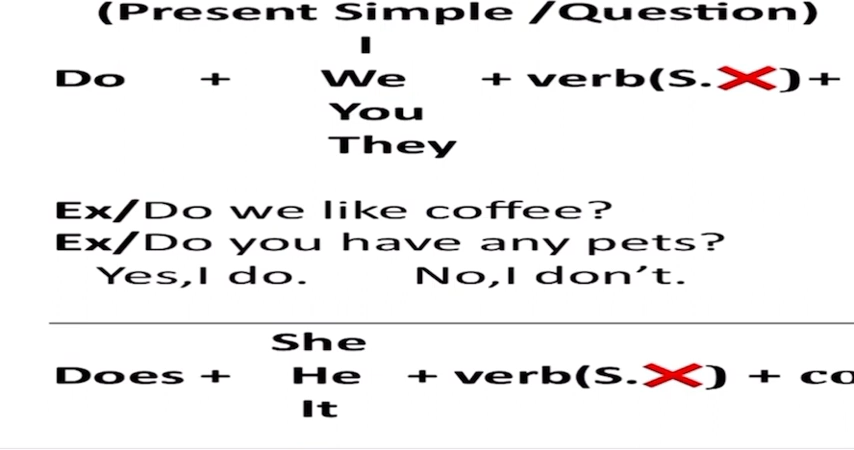 (Present Simple /Question)
I
Do + We + verb(S.❌)+
You
They
Ex/Do we like coffee?
Ex/Do you have any pets?
Yes,I do. No,I don't.
She
Does + He + verb(S.❌) + co
It